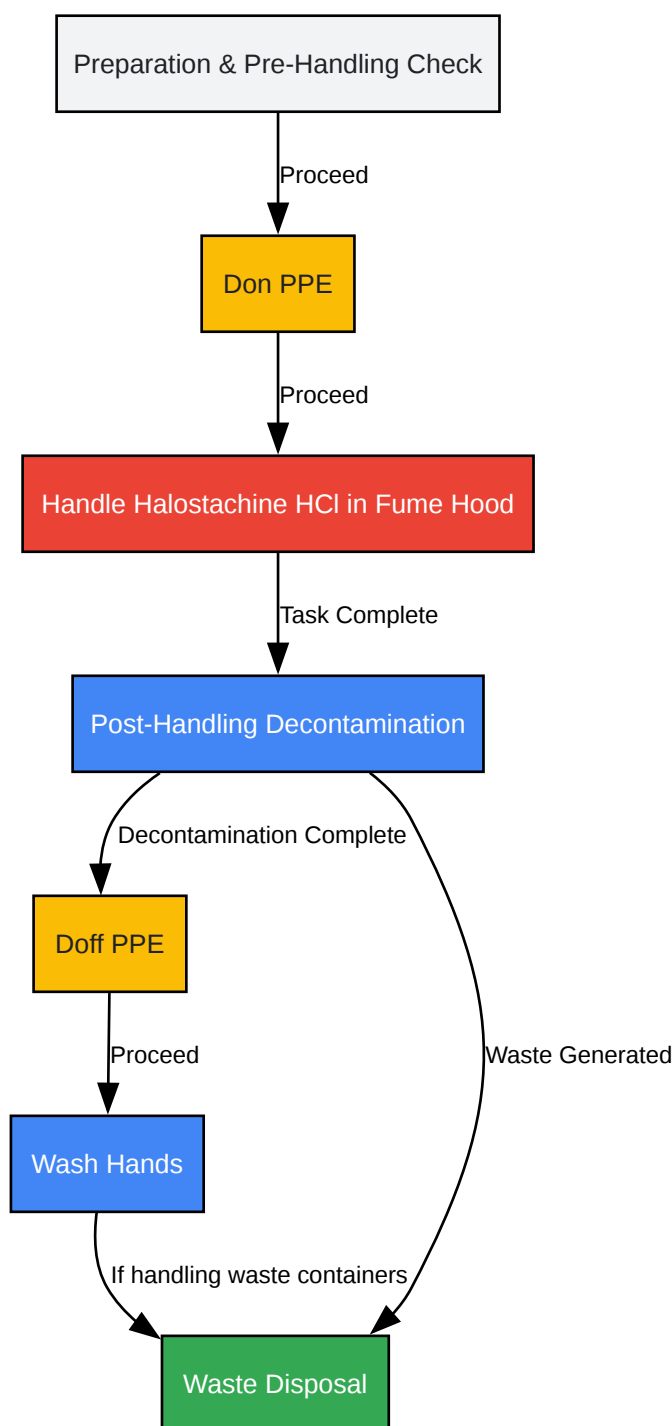 Preparation & Pre-Handling Check
Proceed
Don PPE
Proceed
Handle Halostachine HCl in Fume Hood
Task Complete
Post-Handling Decontamination
Decontamination Complete
Doff PPE
Proceed
Waste Generated
Wash Hands
If handling waste containers
Waste Disposal